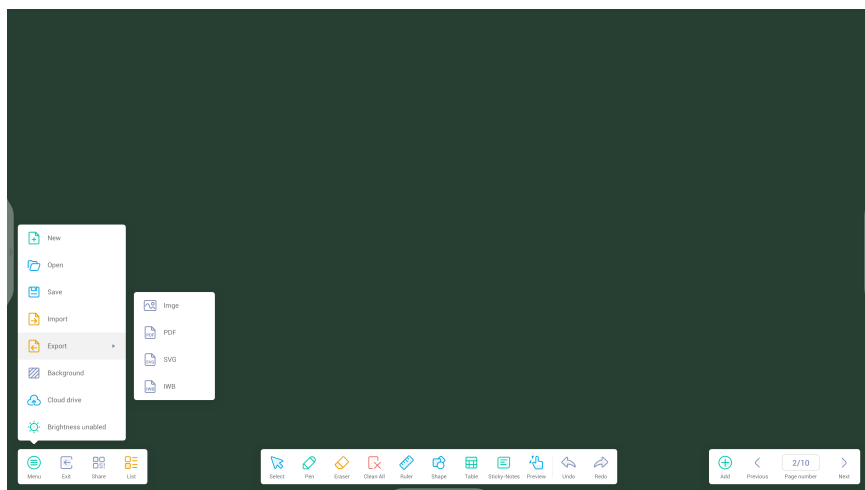 New
Open
Save
Import
Export
Background
Cloud drive
Brightness unabled
Imge
PDF
SVG
IWB
Menu Exit Share List
Select Pen Eraser Clean All Ruler Shape Table Sticky-Notes Preview Undo Redo
2/10
Add Previous Page number Next